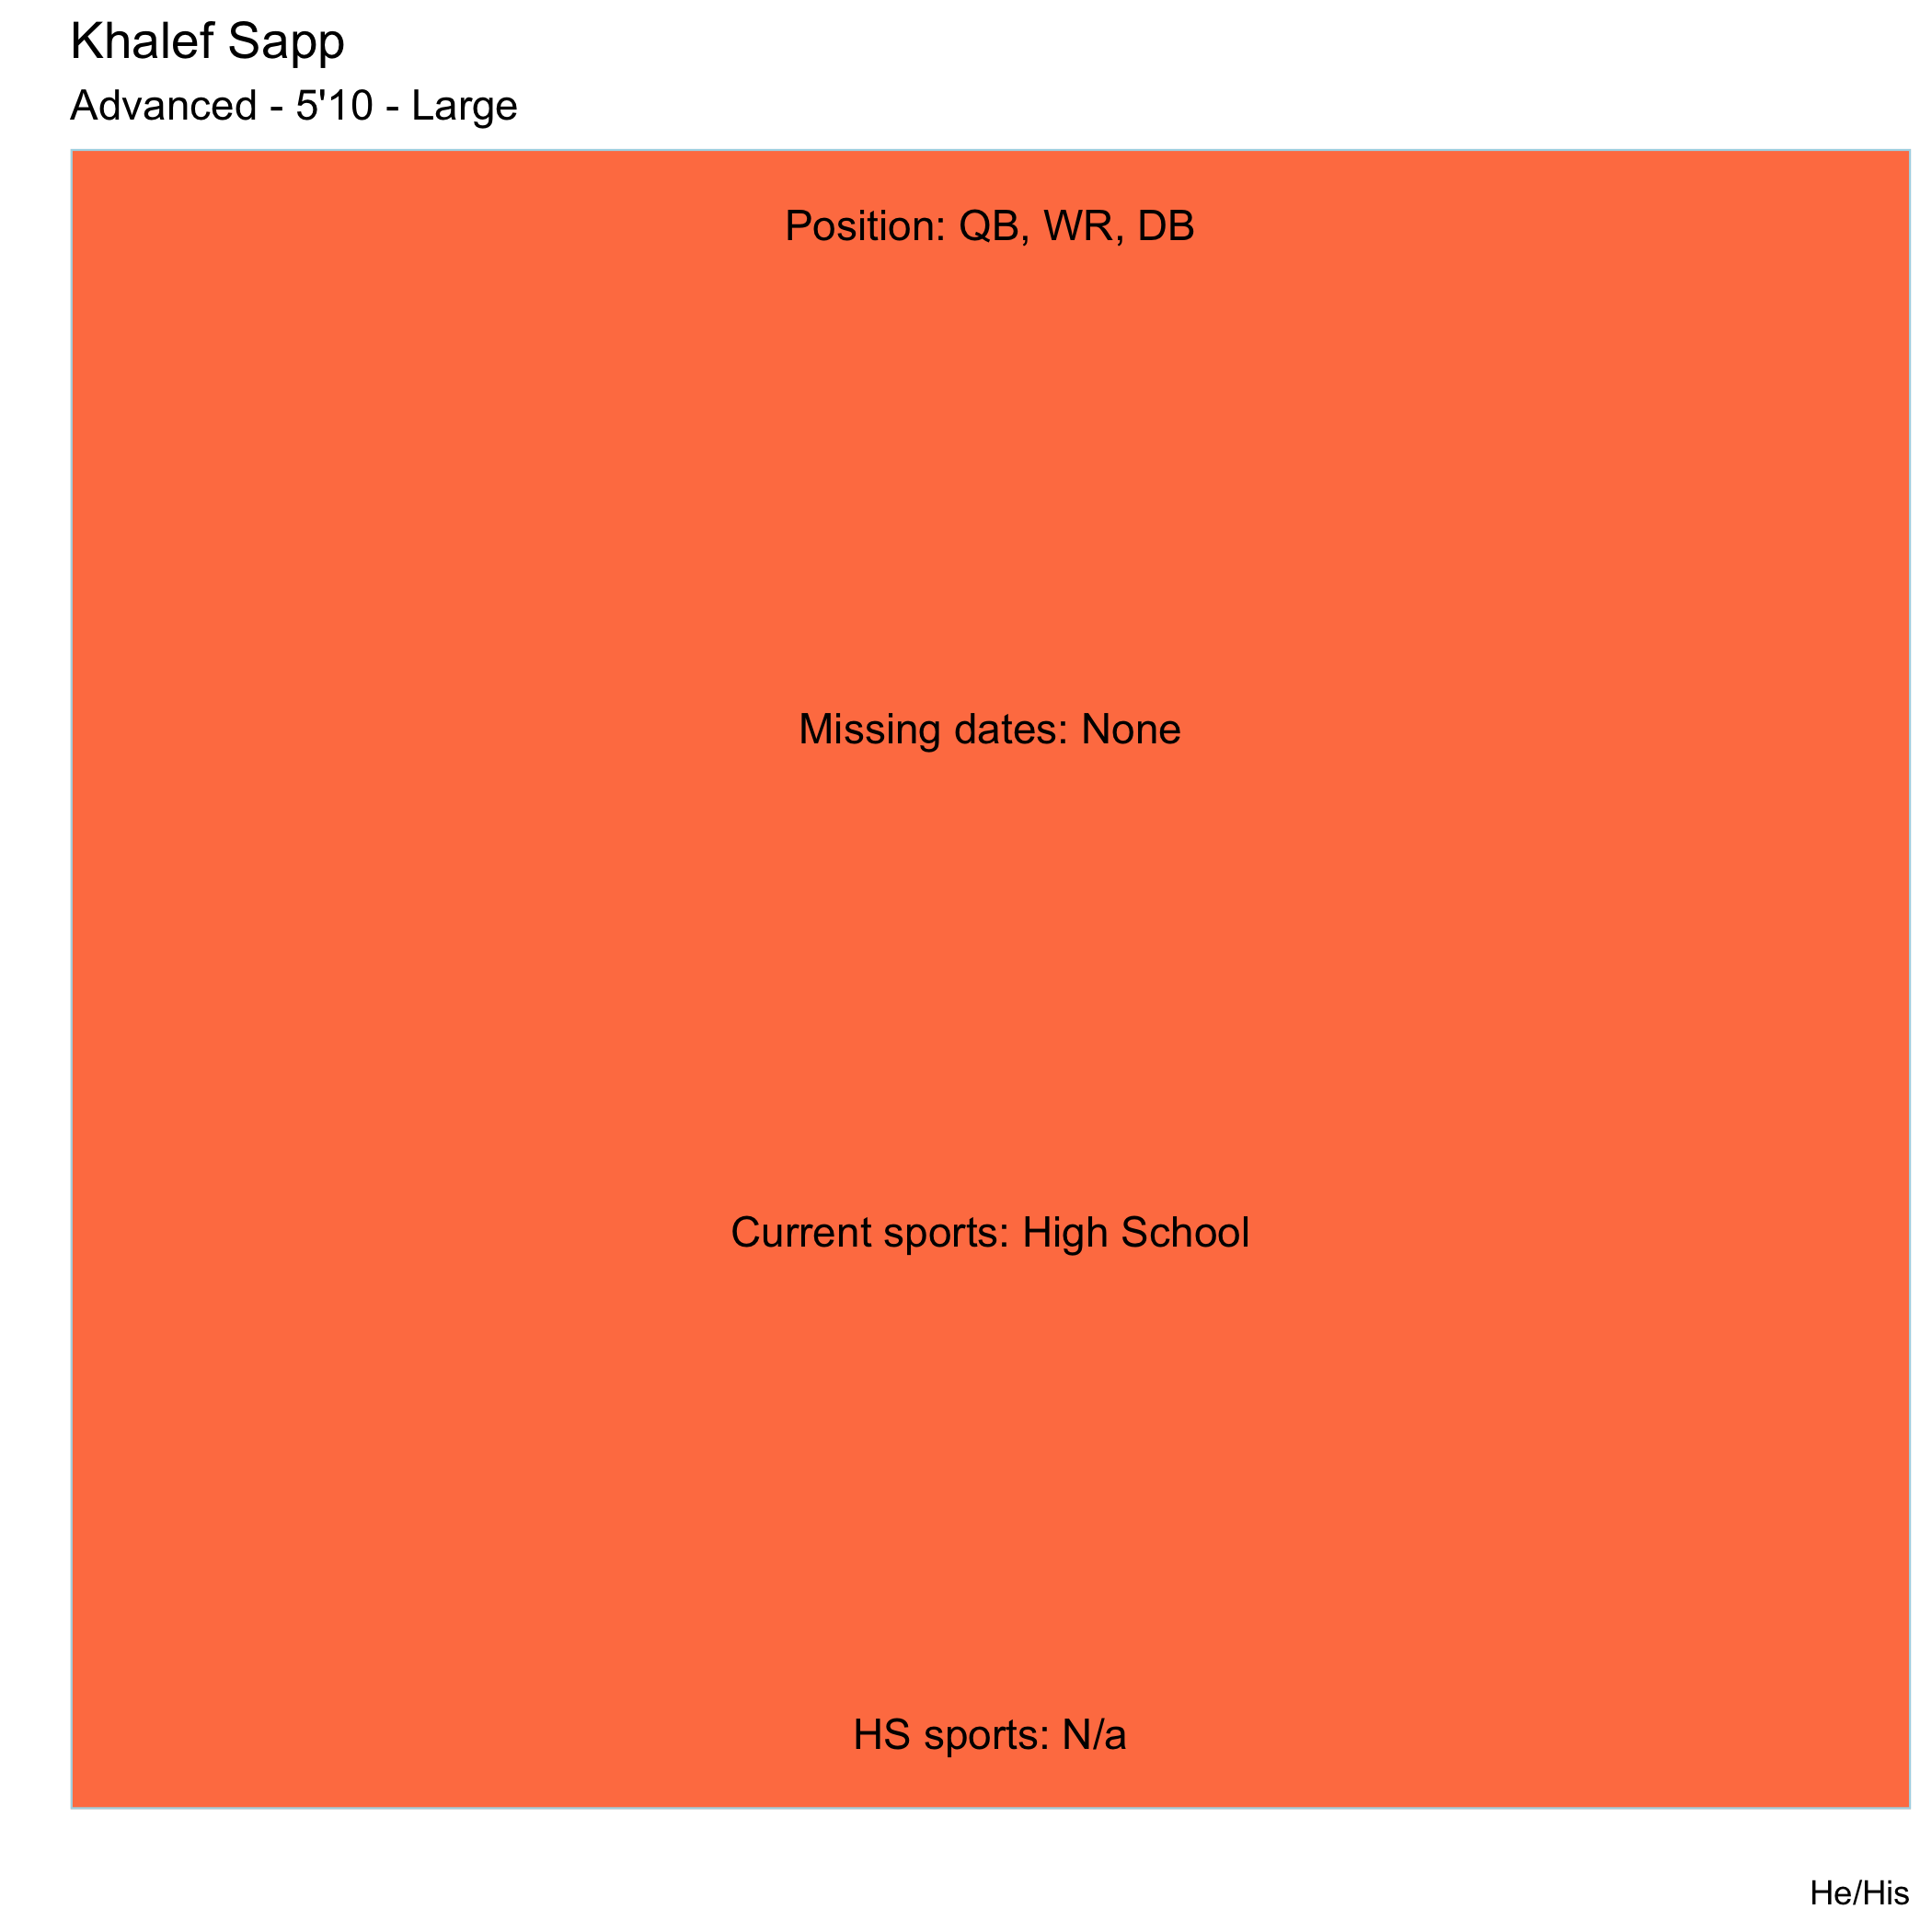 Khalef Sapp
Advanced - 5'10 - Large
Position: QB, WR, DB
Missing dates: None
Current sports: High School
HS sports: N/a
He/His